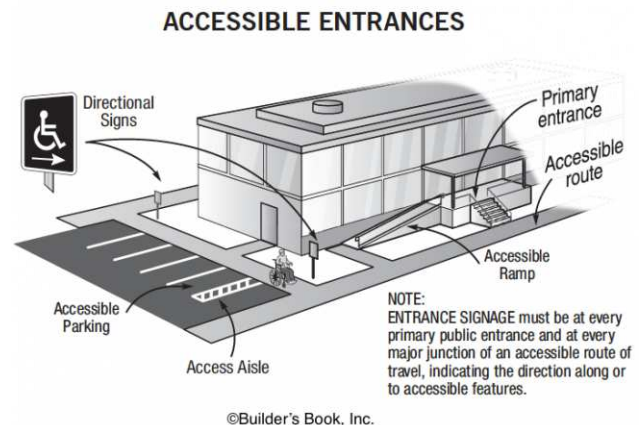 ACCESSIBLE ENTRANCES
Directional
Signs
Primary
entrance
Accessible
route
Accessible
Ramp
Accessible
Parking
Access Aisle
NOTE:
ENTRANCE SIGNAGE must be at every
primary public entrance and at every
major junction of an accessible route of
travel, indicating the direction along or
to accessible features.
©Builder's Book, Inc.